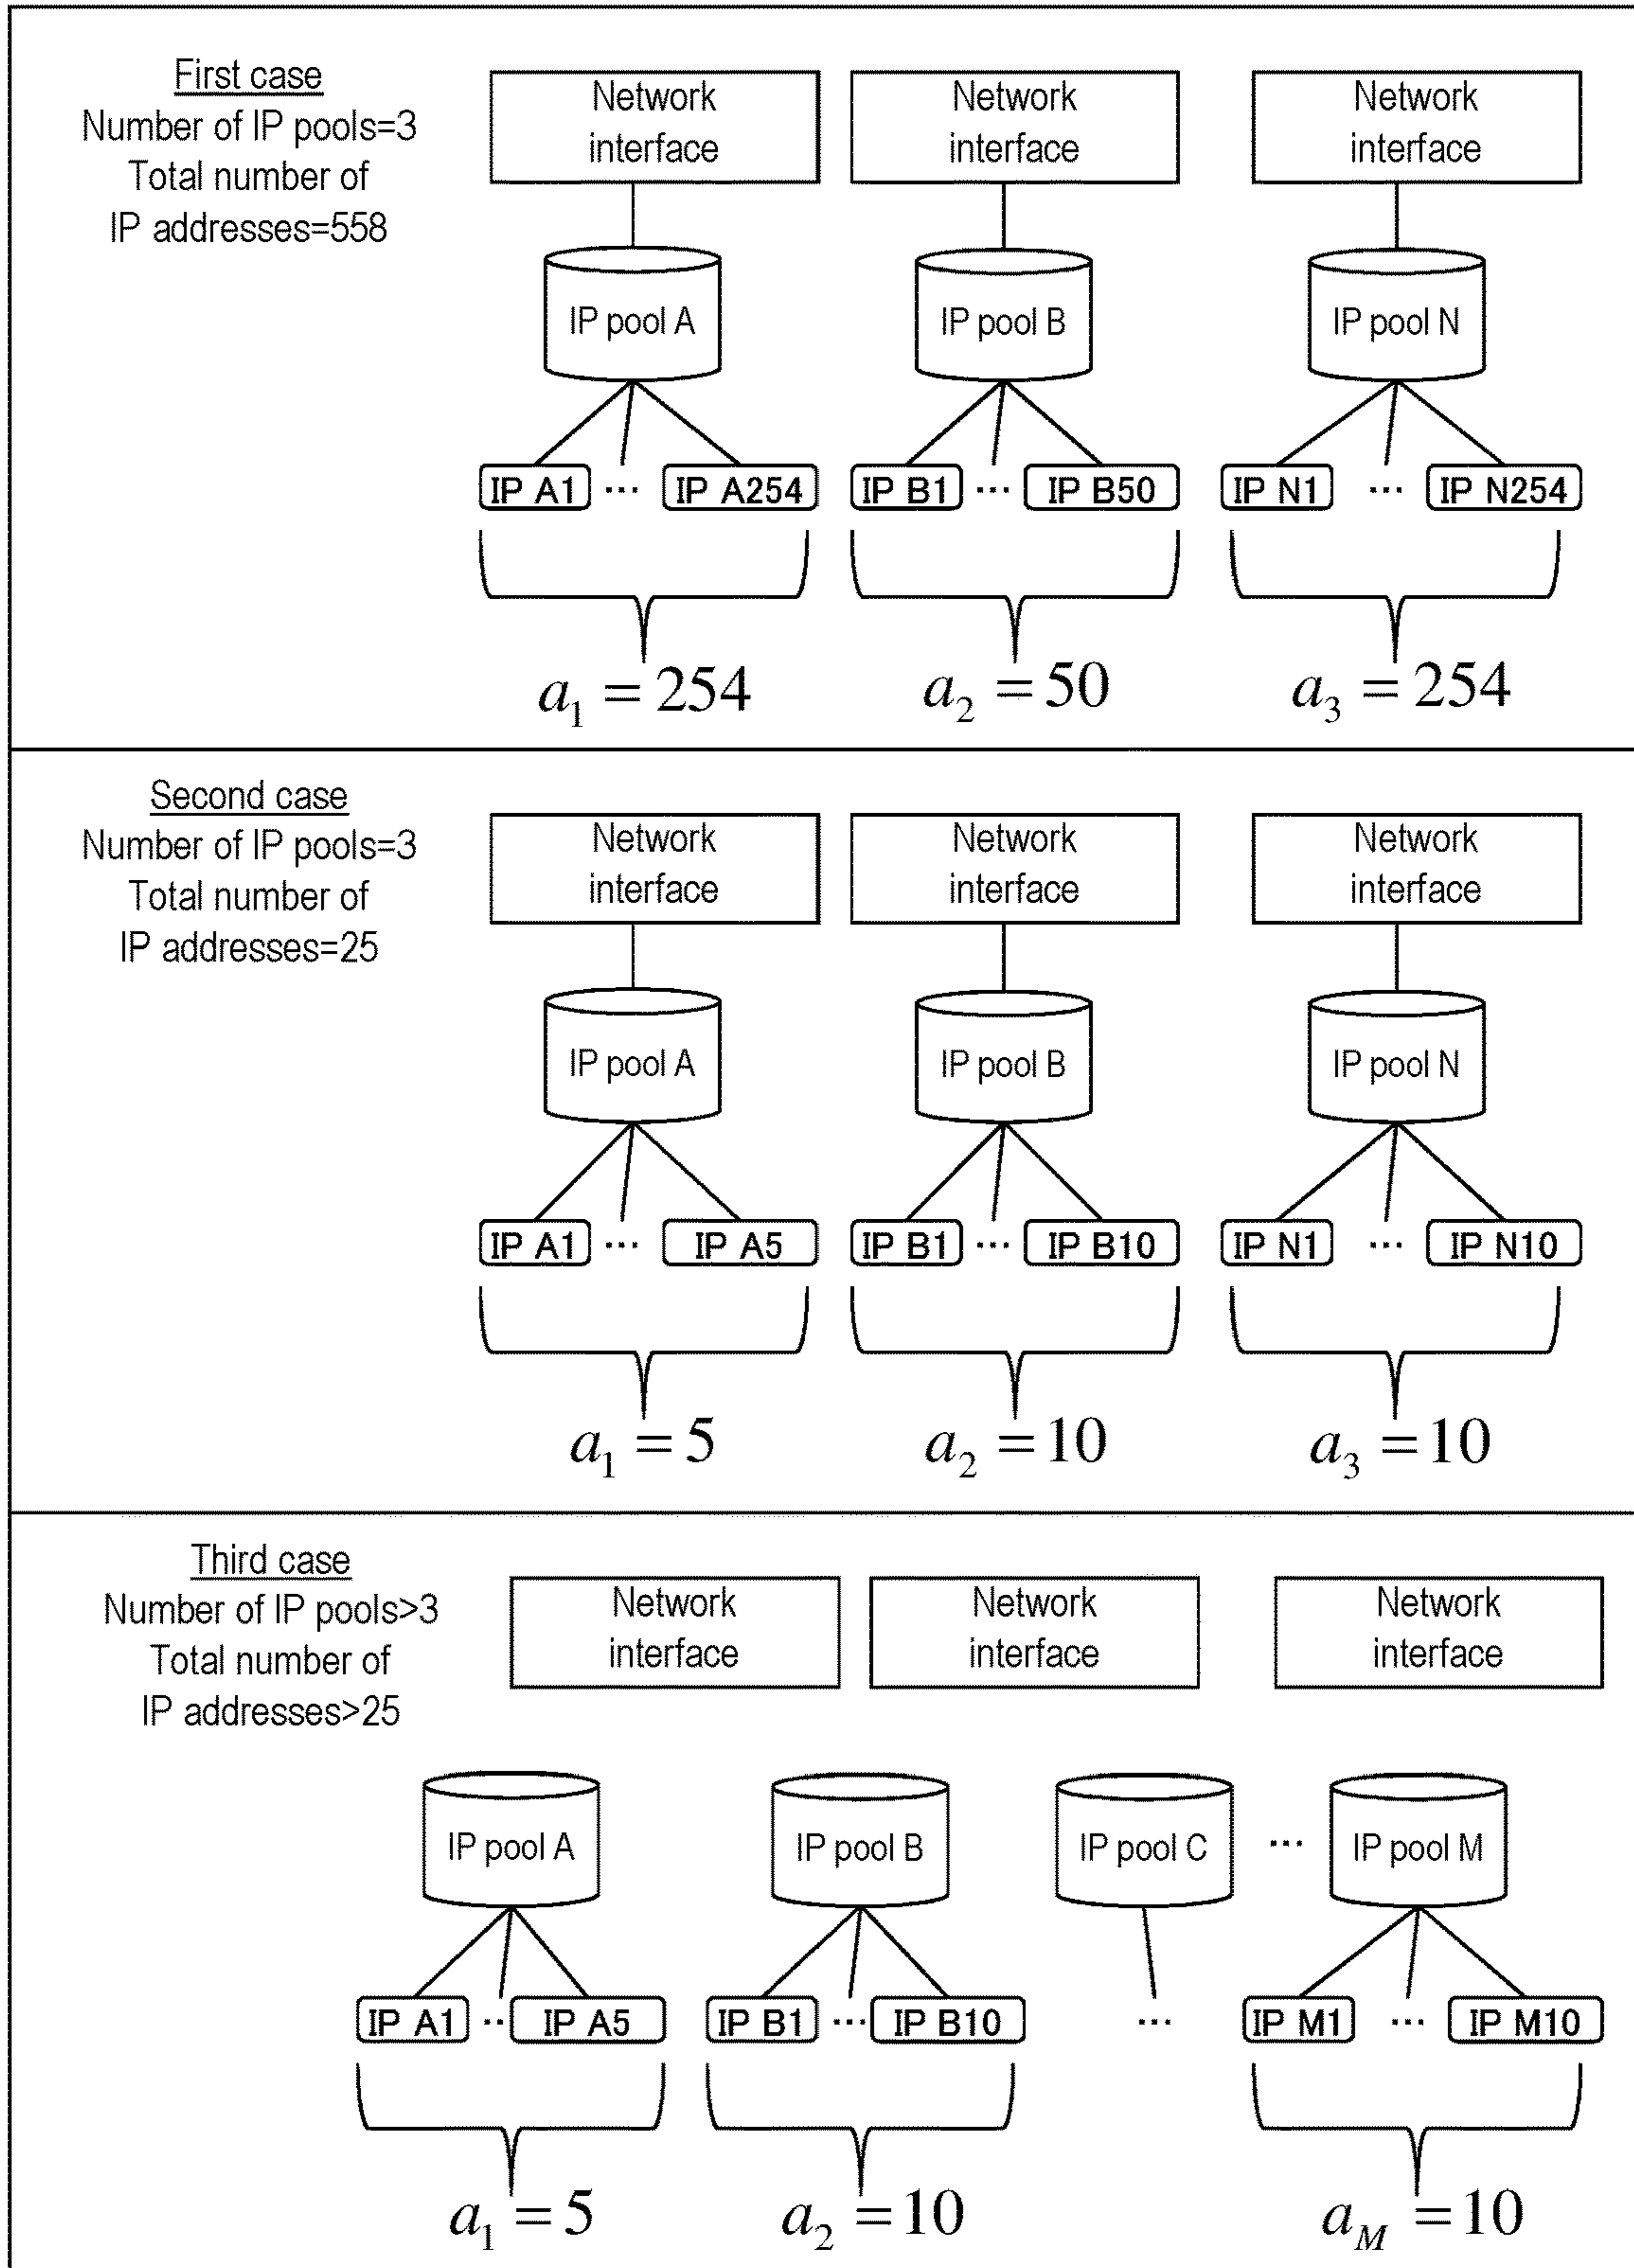 First case
Number of IP pools=3
Total number of
IP addresses=558
Network
interface
Network
interface
Network
interface
IP pool A
IP pool B
IP pool N
IP A1 ... IP A254
IP B1 ... IP B50
IP N1 ... IP N254
a₁ = 254
a₂ = 50
a₃ = 254
Second case
Number of IP pools=3
Total number of
IP addresses=25
Network
interface
Network
interface
Network
interface
IP pool A
IP pool B
IP pool N
IP A1 ... IP A5
IP B1 ... IP B10
IP N1 ... IP N10
a₁ = 5
a₂ = 10
a₃ = 10
Third case
Number of IP pools>3
Total number of
IP addresses>25
Network
interface
Network
interface
Network
interface
IP pool A
IP pool B
IP pool C
...
IP pool M
IP A1 .. IP A5
IP B1 ... IP B10
...
IP M1 ... IP M10
a₁ = 5
a₂ = 10
a_M = 10